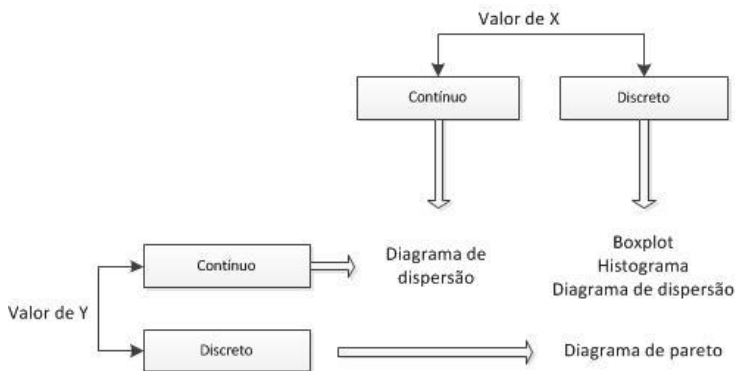 Valor de X
Contínuo
Discreto
Contínuo
Diagrama de
dispersão
Boxplot
Histograma
Diagrama de dispersão
Valor de Y
Discreto
Diagrama de pareto